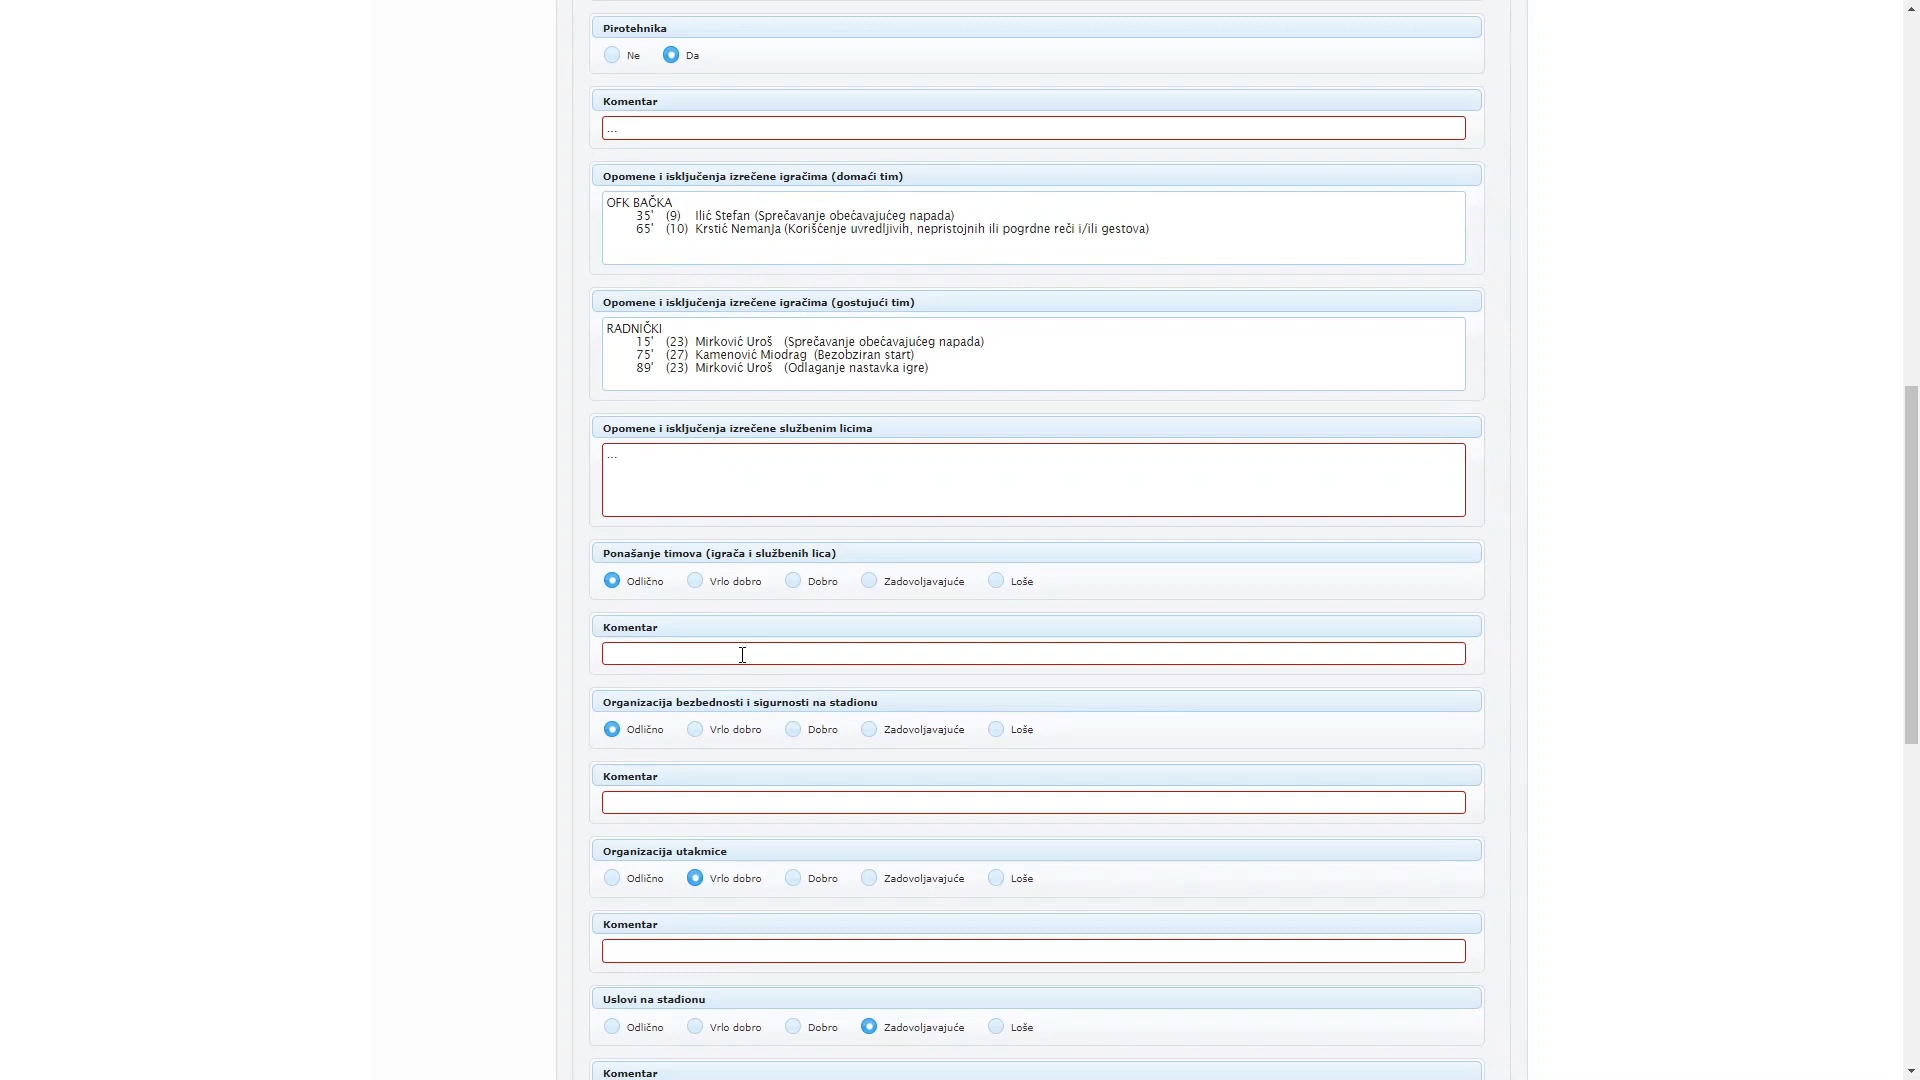 Pirotehnika
Ne Da
Komentar
...
Opomene i isključenja izrečene igračima (domaći tim)
OFK BAČKA
35' (9) Ilić Stefan (Sprečavanje obećavajućeg napada)
65' (10) Krstić Nemanja (Korišćenje uvredljivih, nepristojnih ili pogrdne reči i/ili gestova)
Opomene i isključenja izrečene igračima (gostujući tim)
RADNIČKI
15' (23) Mirković Uroš (Sprečavanje obećavajućeg napada)
75' (27) Kamenović Miodrag (Bezobziran start)
89' (23) Mirković Uroš (Odlaganje nastavka igre)
Opomene i isključenja izrečene službenim licima
...
Ponašanje timova (igrača i službenih lica)
Odlično Vrlo dobro Dobro Zadovoljavajuće Loše
Komentar
Organizacija bezbednosti i sigurnosti na stadionu
Odlično Vrlo dobro Dobro Zadovoljavajuće Loše
Komentar
Organizacija utakmice
Odlično Vrlo dobro Dobro Zadovoljavajuće Loše
Komentar
Uslovi na stadionu
Odlično Vrlo dobro Dobro Zadovoljavajuće Loše
Komentar